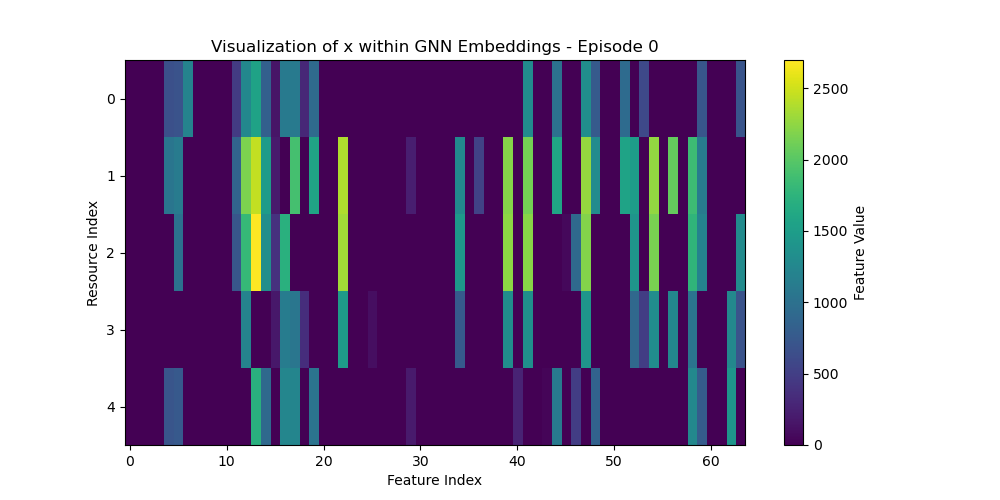 Visualization of x within GNN Embeddings - Episode 0
Resource Index
0
1
2
3
4
0 10 20 30 40 50 60
Feature Index
2500
2000
1500
1000
500
0
Feature Value